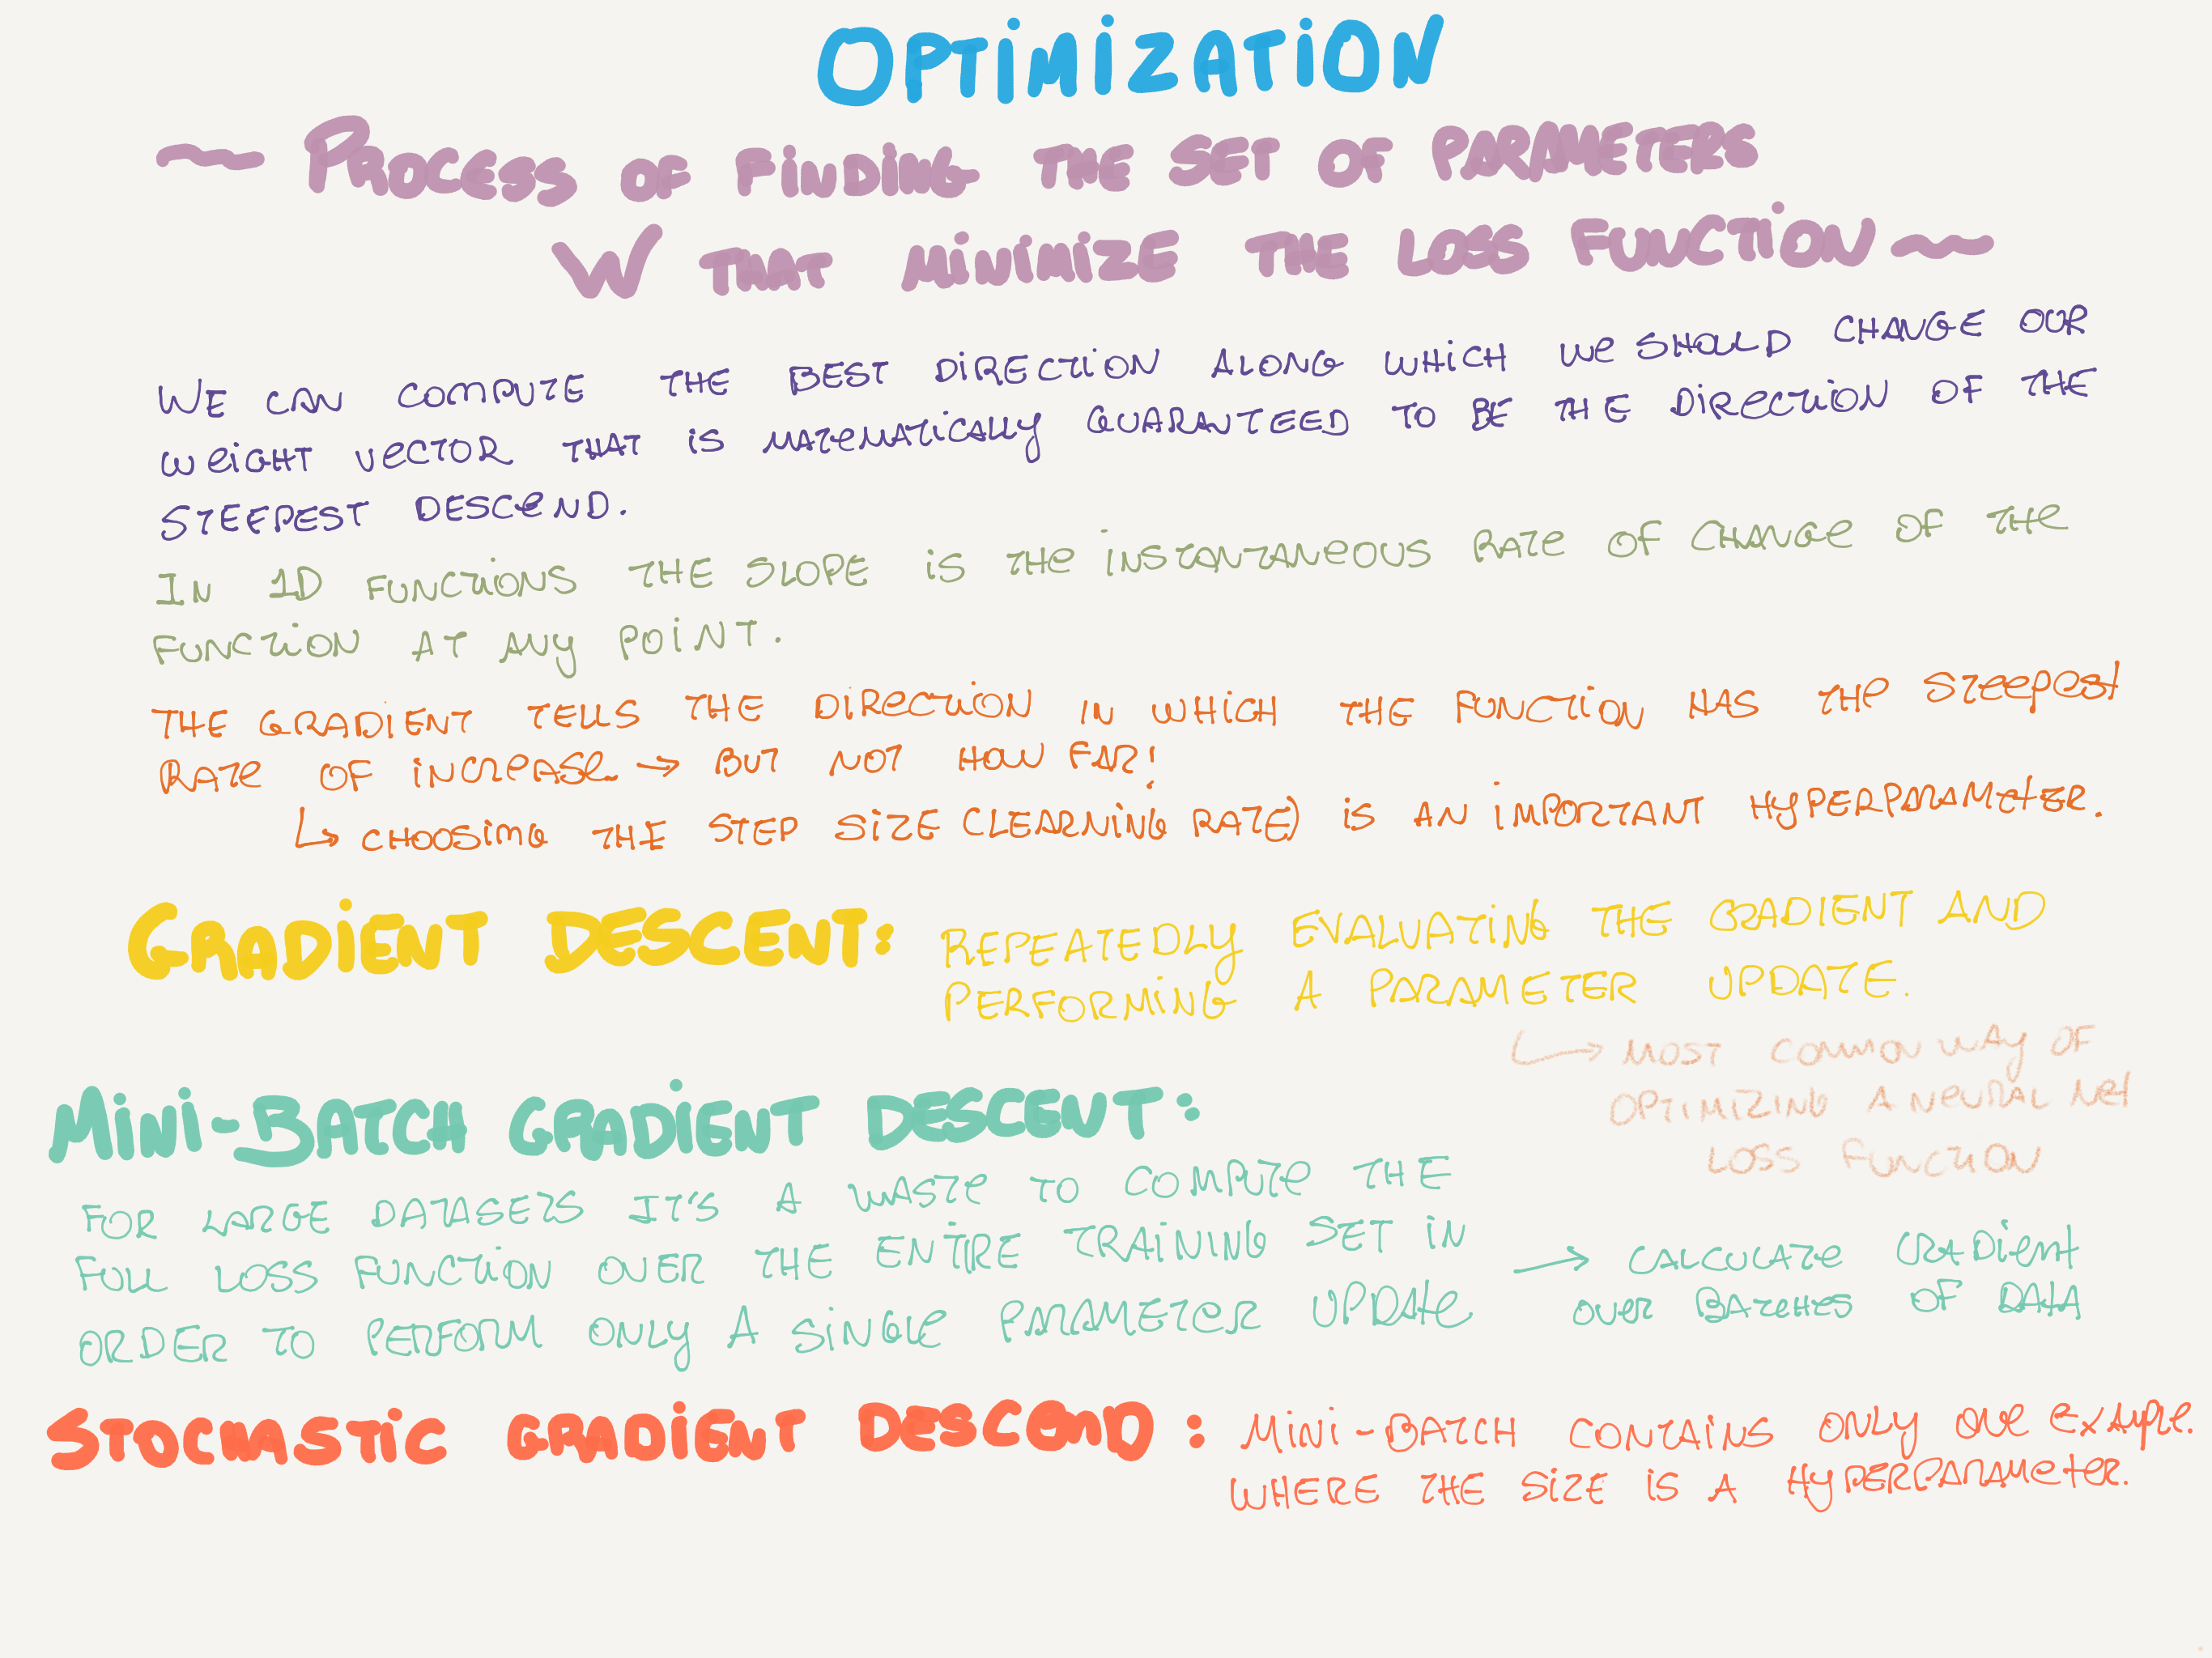 OPTIMIZATION
~ PROCESS OF FINDING THE SET OF PARAMETERS
W THAT MINIMIZE THE LOSS FUNCTION ~
WE CAN COMPUTE THE BEST DIRECTION ALONG WHICH WE SHOULD CHANGE OUR
WEIGHT VECTOR THAT IS MATEMATICALLY GUARANTEED TO BE THE DIRECTION OF THE
STEEPEST DESCEND.
IN 1D FUNCTIONS THE SLOPE IS THE INSTANTANEOUS RATE OF CHANGE OF THE
FUNCTION AT ANY POINT.
THE GRADIENT TELLS THE DIRECTION IN WHICH THE FUNCTION HAS THE STEEPEST
RATE OF INCREASE → BUT NOT HOW FAR!
↳ CHOOSING THE STEP SIZE (LEARNING RATE) IS AN IMPORTANT HYPERPARAMETER.
GRADIENT DESCENT: REPEATEDLY EVALUATING THE GRADIENT AND
PERFORMING A PARAMETER UPDATE.
↳ MOST COMMON WAY OF
OPTIMIZING A NEURAL NET
LOSS FUNCTION
MINI-BATCH GRADIENT DESCENT:
FOR LARGE DATASETS IT'S A WASTE TO COMPUTE THE
FULL LOSS FUNCTION OVER THE ENTIRE TRAINING SET IN
ORDER TO PERFORM ONLY A SINGLE PARAMETER UPDATE
→ CALCULATE GRADIENT
OVER BATCHES OF DATA
STOCHASTIC GRADIENT DESCEND: MINI-BATCH CONTAINS ONLY ONE EXAMPLE.
WHERE THE SIZE IS A HYPERPARAMETER.